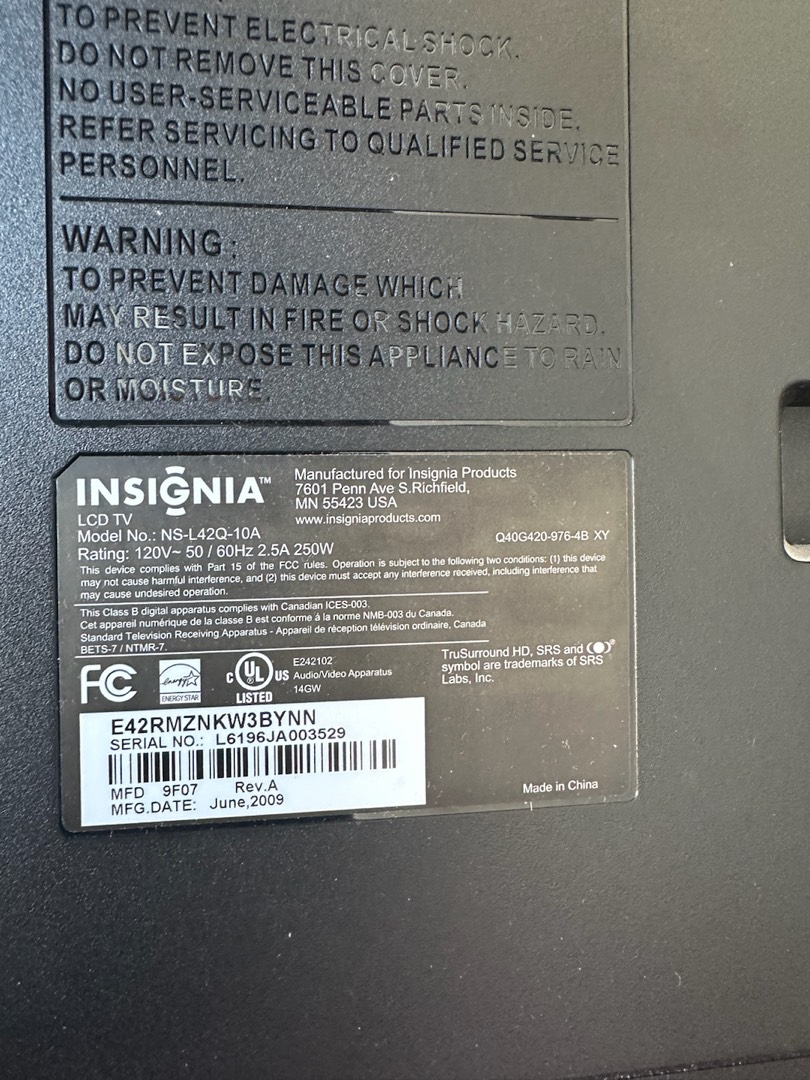 TO PREVENT ELECTRICAL SHOCK.
DO NOT REMOVE THIS COVER.
NO USER-SERVICEABLE PARTS INSIDE.
REFER SERVICING TO QUALIFIED SERVICE
PERSONNEL.
WARNING:
TO PREVENT DAMAGE WHICH
MAY RESULT IN FIRE OR SHOCK HAZARD.
DO NOT EXPOSE THIS APPLIANCE TO RAIN
OR MOISTURE.
INSIGNIA™
Manufactured for Insignia Products
7601 Penn Ave S.Richfield,
MN 55423 USA
www.insigniaproducts.com
LCD TV
Model No.: NS-L42Q-10A
Q40G420-976-4B XY
Rating: 120V~ 50 / 60Hz 2.5A 250W
This device complies with Part 15 of the FCC rules. Operation is subject to the following two conditions: (1) this device
may not cause harmful interference, and (2) this device must accept any interference received, including interference that
may cause undesired operation.
This Class B digital apparatus complies with Canadian ICES-003.
Cet appareil numérique de la classe B est conforme à la norme NMB-003 du Canada.
Standard Television Receiving Apparatus - Appareil de réception télévision ordinaire, Canada
BETS-7 / NTMR-7.
FC
energy
ENERGY STAR
C UL US
LISTED
E242102
Audio/Video Apparatus
14GW
TruSurround HD, SRS and ®
symbol are trademarks of SRS
Labs, Inc.
E42RMZNKW3BYNN
SERIAL NO.: L6196JA003529
MFD 9F07 Rev.A
MFG.DATE: June,2009
Made in China